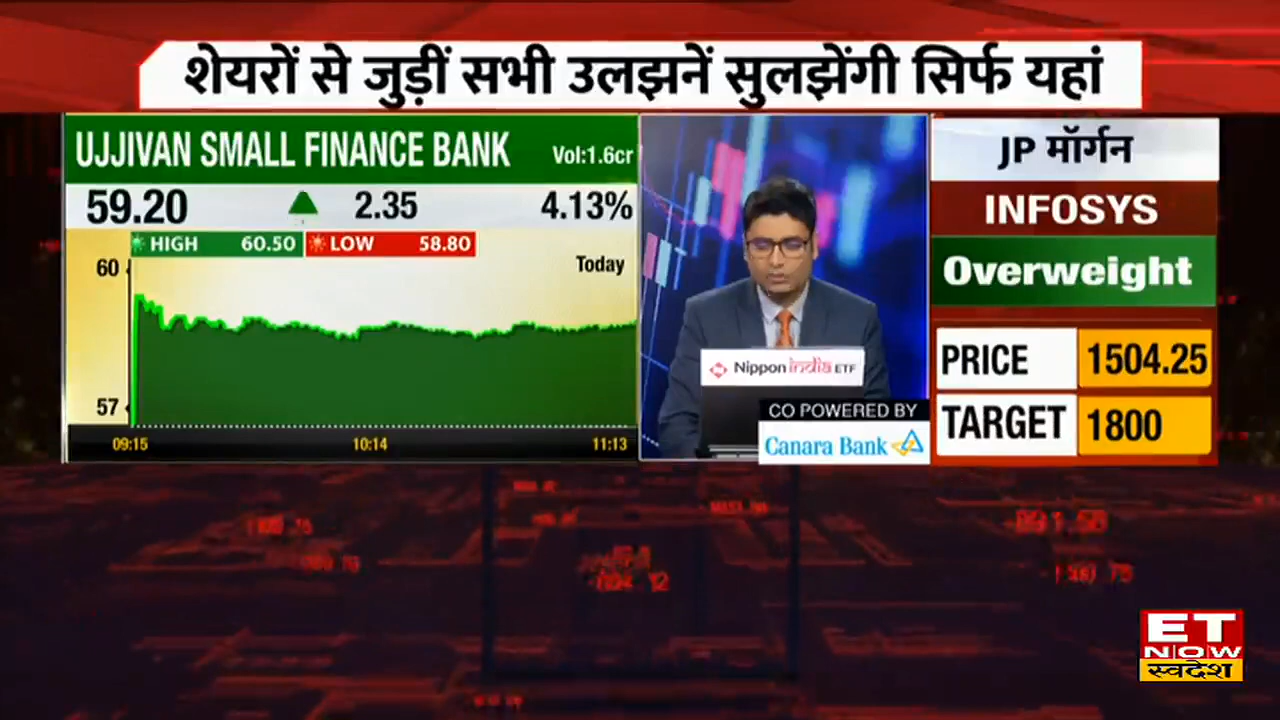 शेयरों से जुड़ीं सभी उलझनें सुलझेंगी सिर्फ यहां
UJJIVAN SMALL FINANCE BANK Vol:1.6cr
59.20 2.35 4.13%
HIGH 60.50 LOW 58.80
60 Today
57
09:15 10:14 11:13
Nippon india ETF
CO POWERED BY
Canara Bank
JP मॉर्गन
INFOSYS
Overweight
PRICE 1504.25
TARGET 1800
ET
NOW
स्वदेश